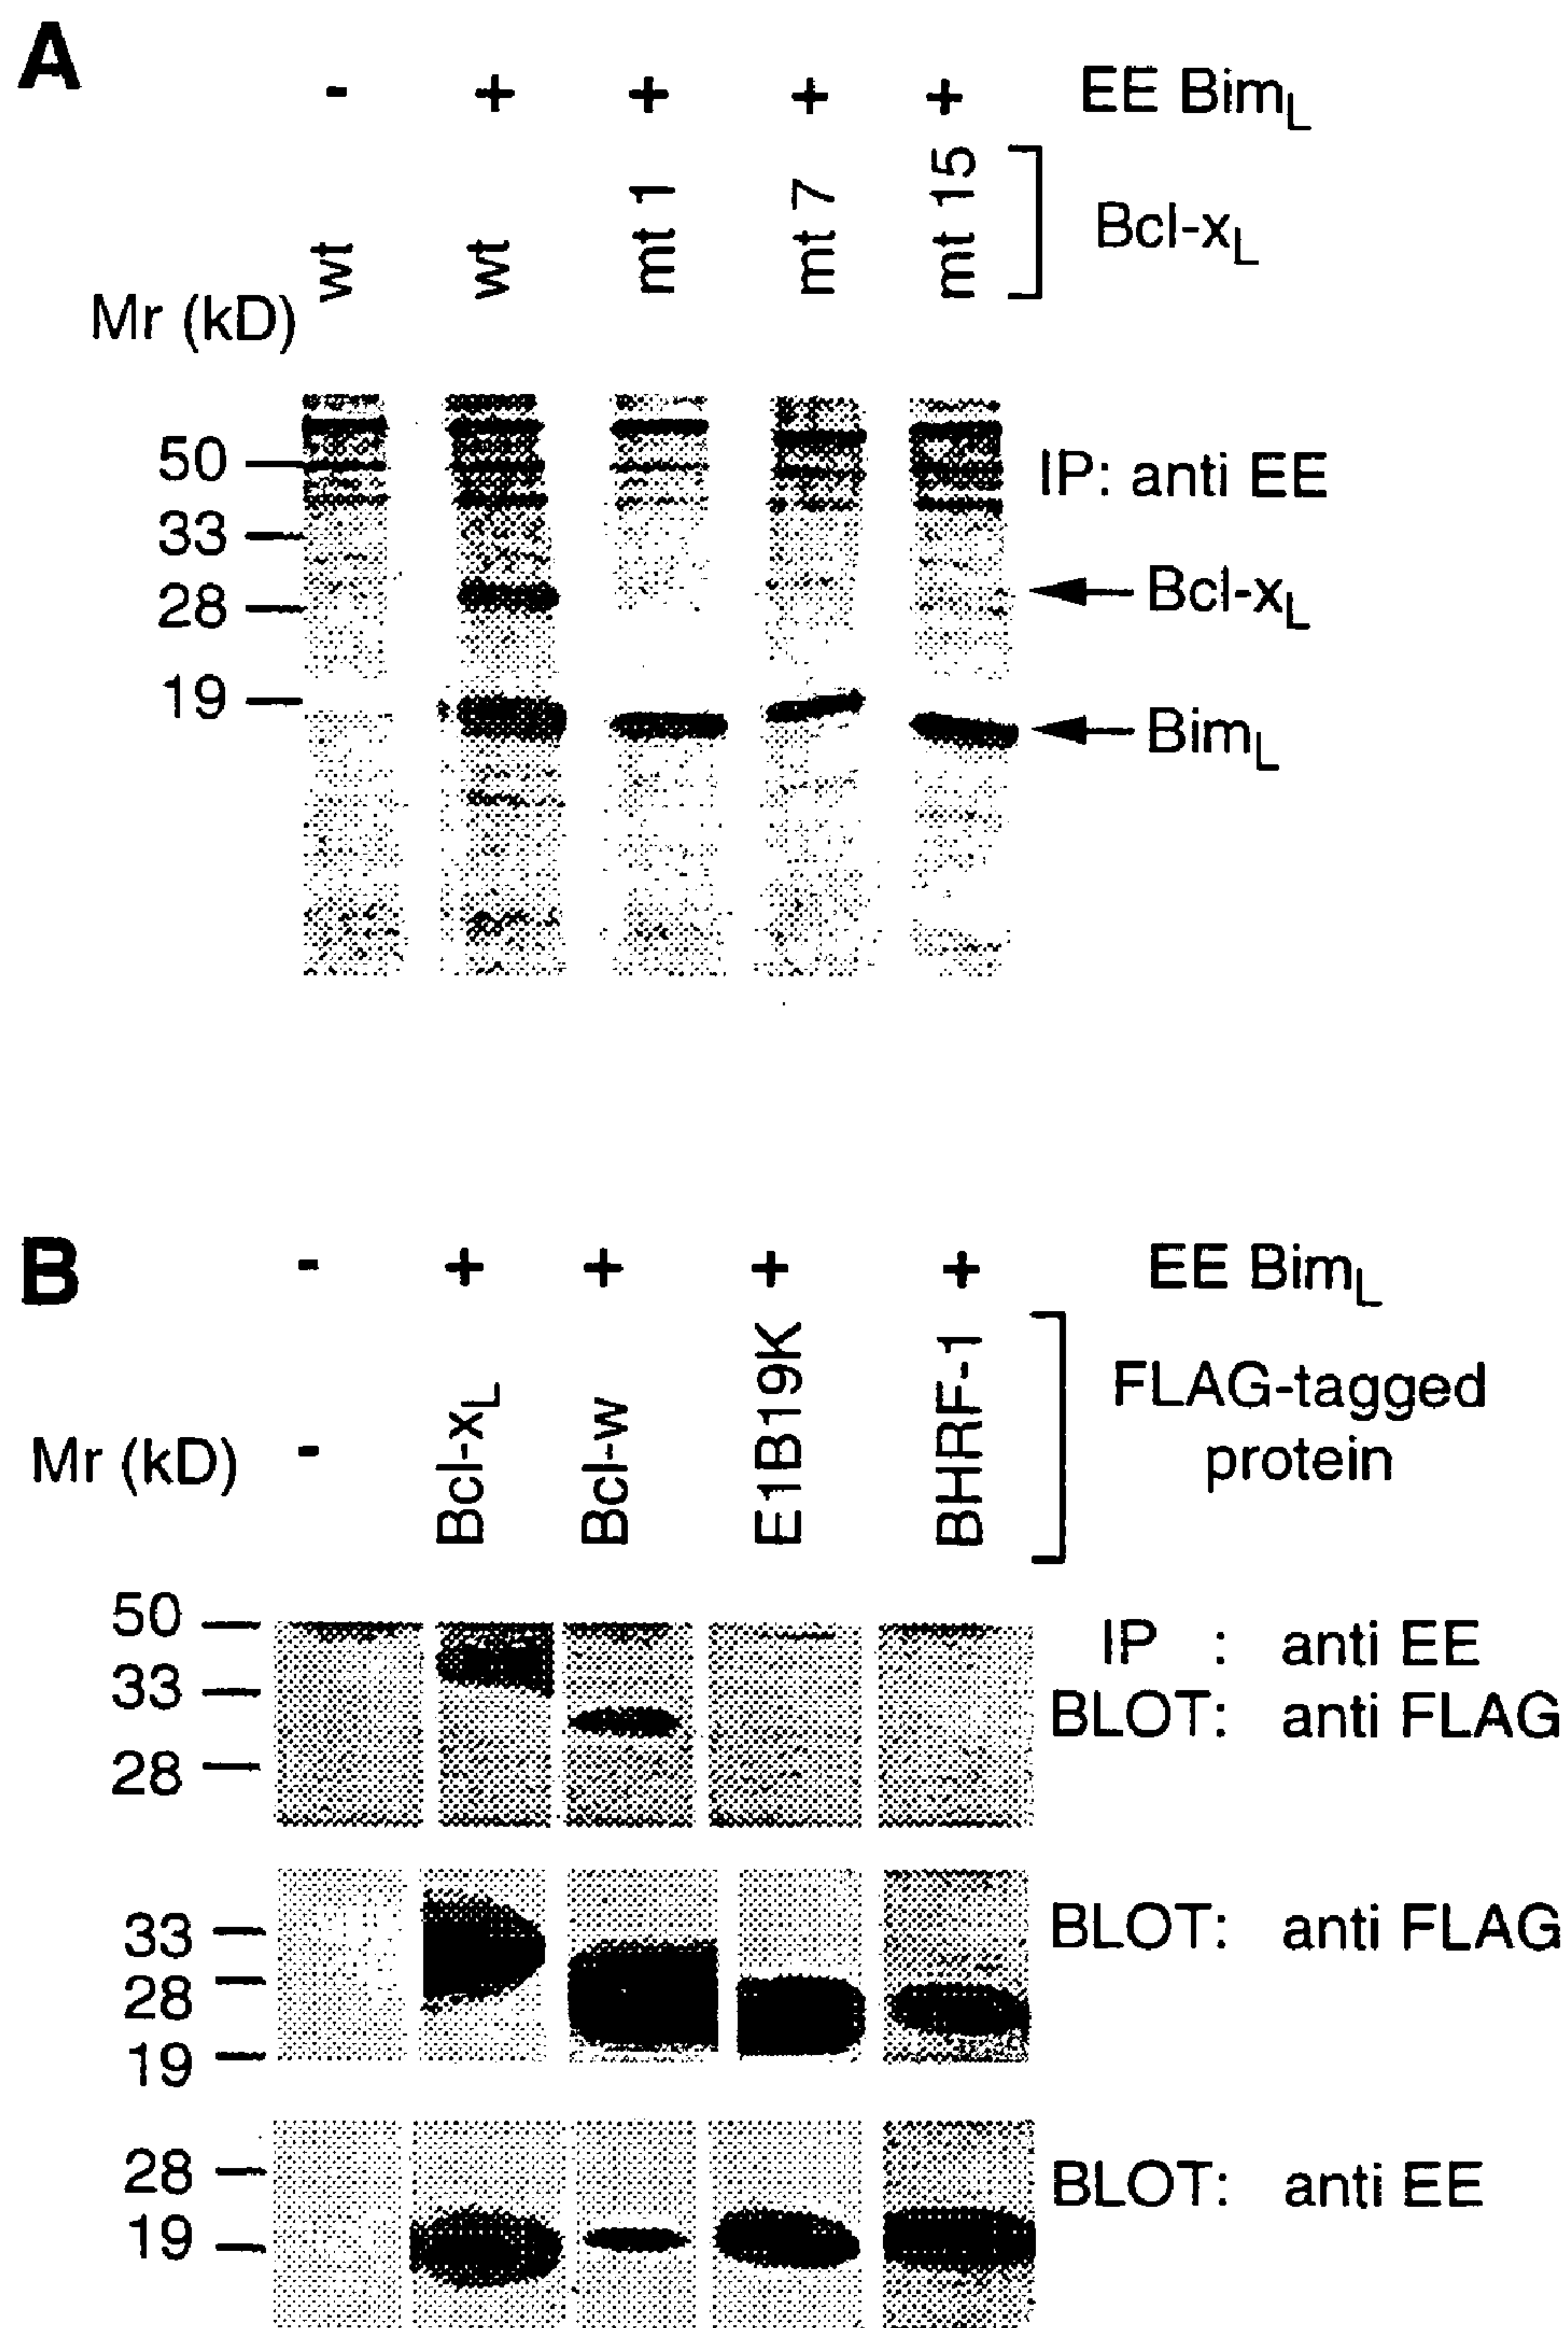 A
- + + + + EE BimL
wt wt mt 1 mt 7 mt 15 Bcl-xL
Mr (kD)
50 IP: anti EE
33
28 Bcl-xL
19 BimL
B
- + + + + EE BimL
- Bcl-xL Bcl-w E1B19K BHRF-1 FLAG-tagged
protein
Mr (kD)
50 IP : anti EE
33 BLOT: anti FLAG
28
33 BLOT: anti FLAG
28
19
28 BLOT: anti EE
19